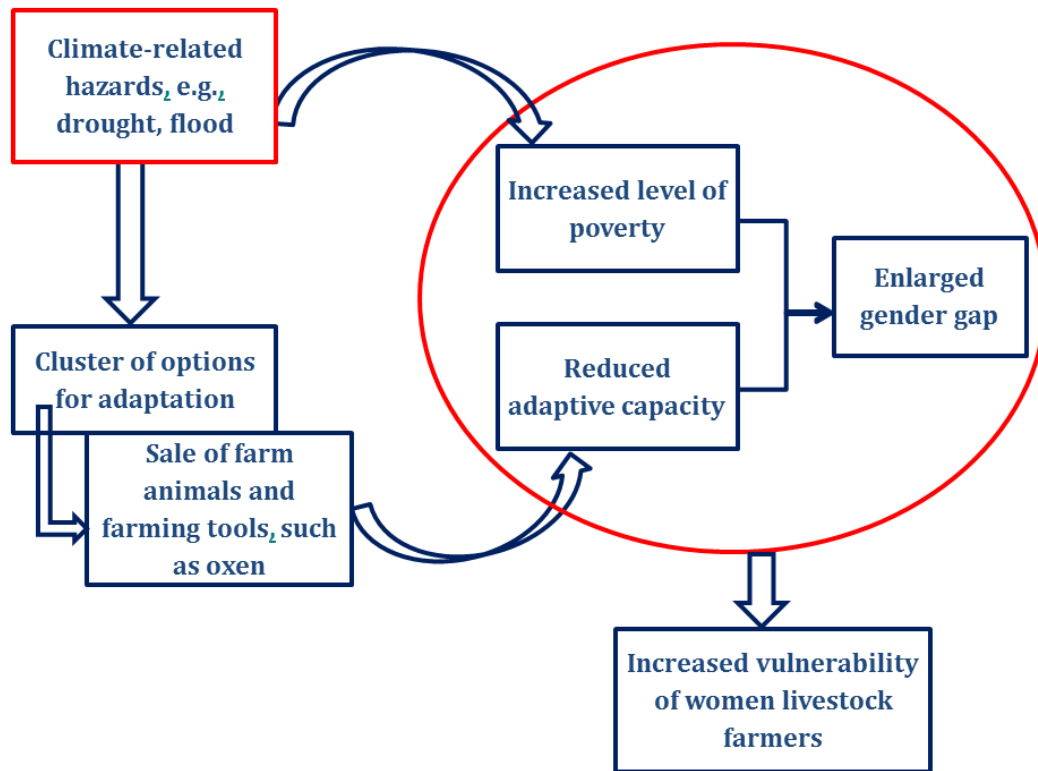 Climate-related
hazards, e.g.,
drought, flood
Increased level of
poverty
Enlarged
gender gap
Cluster of options
for adaptation
Reduced
adaptive capacity
Sale of farm
animals and
farming tools, such
as oxen
Increased vulnerability
of women livestock
farmers